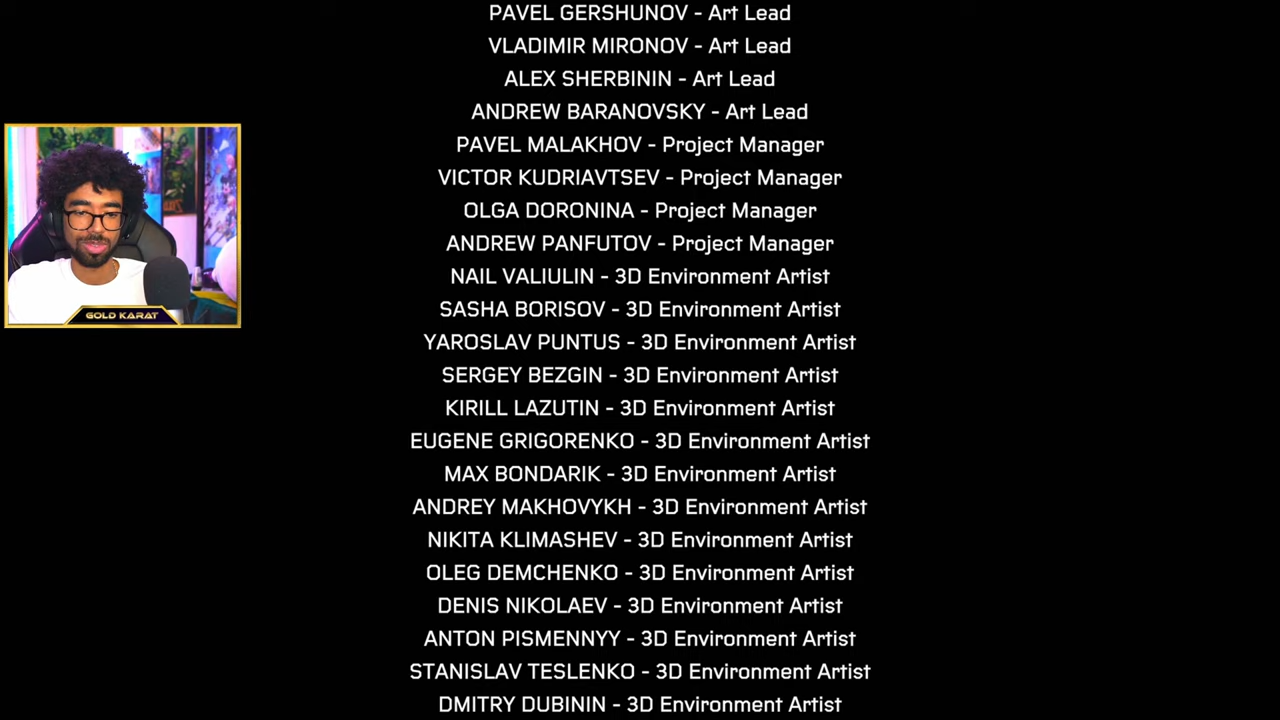 PAVEL GERSHUNOV - Art Lead
VLADIMIR MIRONOV - Art Lead
ALEX SHERBININ - Art Lead
ANDREW BARANOVSKY - Art Lead
PAVEL MALAKHOV - Project Manager
VICTOR KUDRIAVTSEV - Project Manager
OLGA DORONINA - Project Manager
ANDREW PANFUTOV - Project Manager
NAIL VALIULIN - 3D Environment Artist
SASHA BORISOV - 3D Environment Artist
YAROSLAV PUNTUS - 3D Environment Artist
SERGEY BEZGIN - 3D Environment Artist
KIRILL LAZUTIN - 3D Environment Artist
EUGENE GRIGORENKO - 3D Environment Artist
MAX BONDARIK - 3D Environment Artist
ANDREY MAKHOVYKH - 3D Environment Artist
NIKITA KLIMASHEV - 3D Environment Artist
OLEG DEMCHENKO - 3D Environment Artist
DENIS NIKOLAEV - 3D Environment Artist
ANTON PISMENNYY - 3D Environment Artist
STANISLAV TESLENKO - 3D Environment Artist
DMITRY DUBININ - 3D Environment Artist
GOLD KARAT